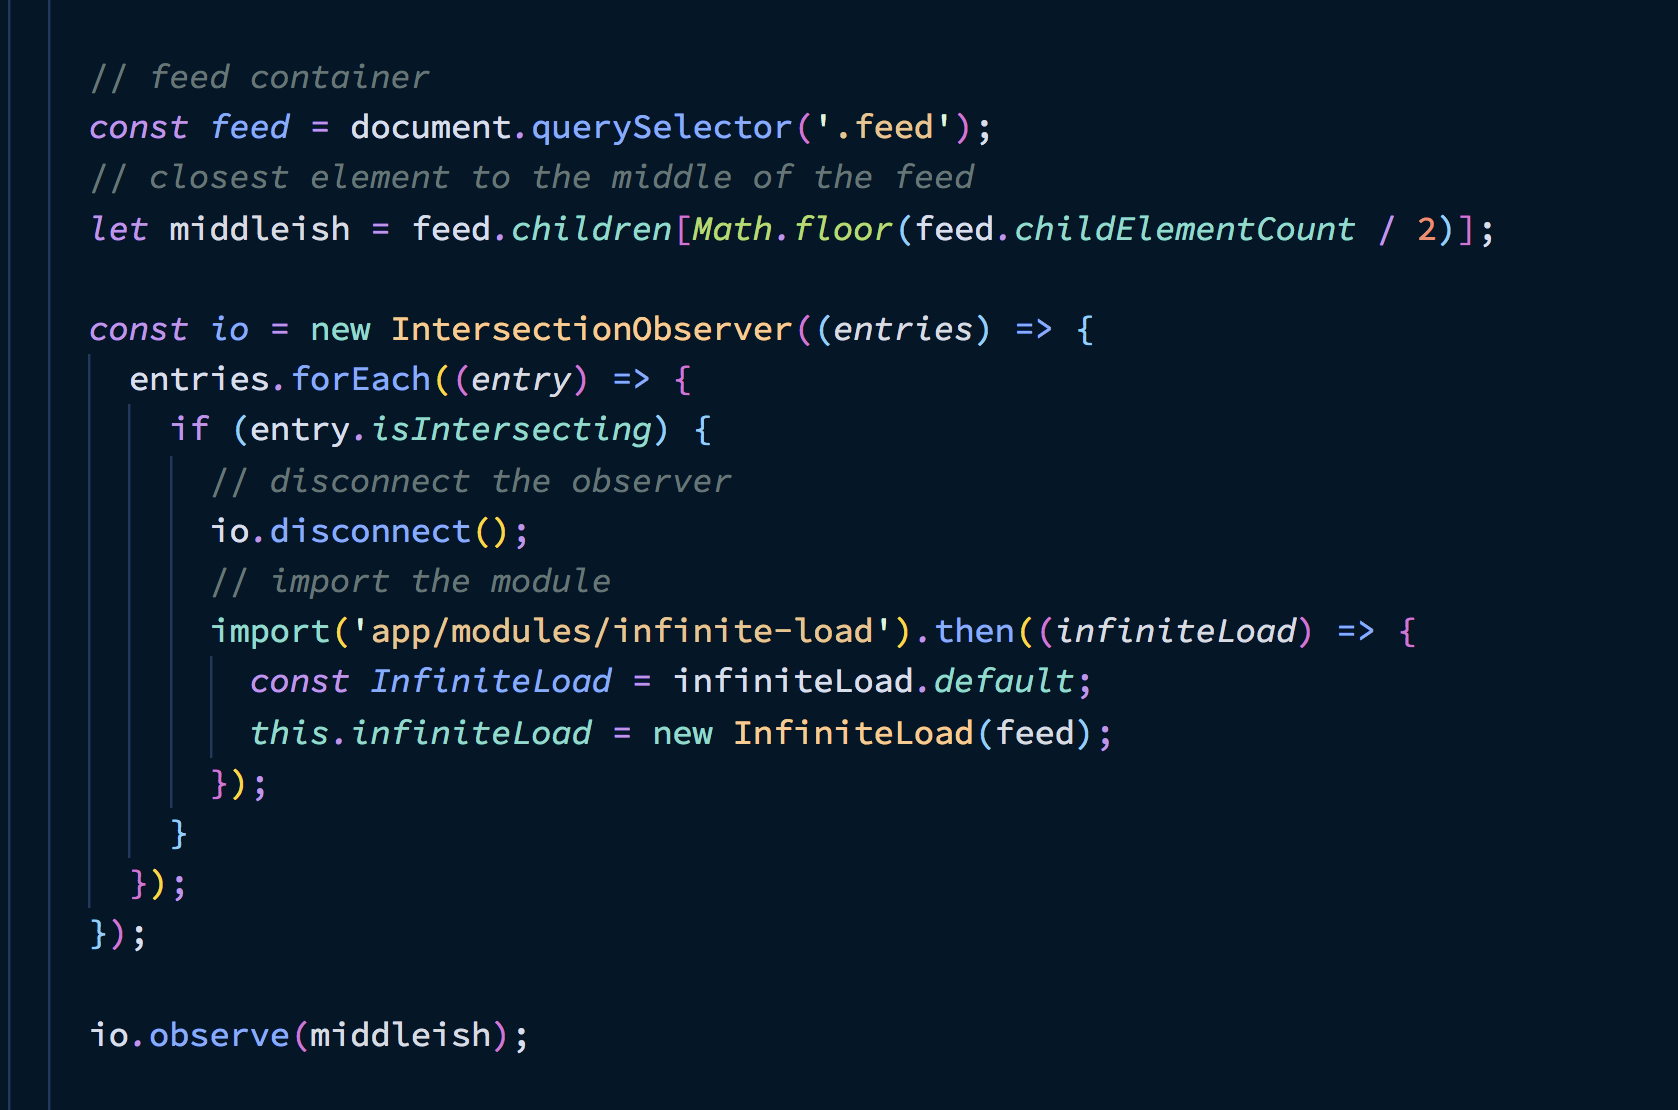 // feed container
const feed = document.querySelector('.feed');
// closest element to the middle of the feed
let middleish = feed.children[Math.floor(feed.childElementCount / 2)];
const io = new IntersectionObserver((entries) => {
entries.forEach((entry) => {
if (entry.isIntersecting) {
// disconnect the observer
io.disconnect();
// import the module
import('app/modules/infinite-load').then((infiniteLoad) => {
const InfiniteLoad = infiniteLoad.default;
this.infiniteLoad = new InfiniteLoad(feed);
});
}
});
});
io.observe(middleish);